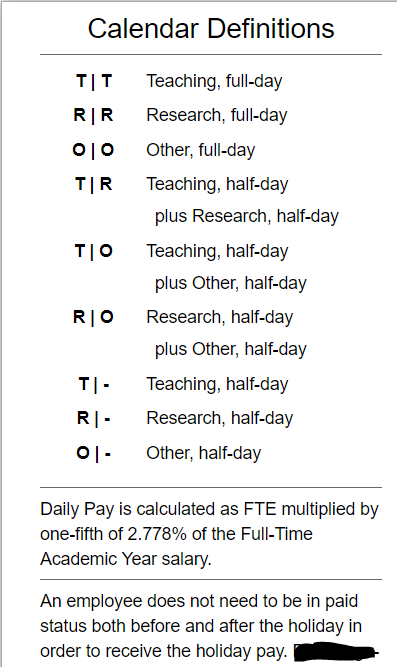 Calendar Definitions
T | T Teaching, full-day
R | R Research, full-day
O | O Other, full-day
T | R Teaching, half-day
plus Research, half-day
T | O Teaching, half-day
plus Other, half-day
R | O Research, half-day
plus Other, half-day
T | - Teaching, half-day
R | - Research, half-day
O | - Other, half-day
Daily Pay is calculated as FTE multiplied by
one-fifth of 2.778% of the Full-Time
Academic Year salary.
An employee does not need to be in paid
status both before and after the holiday in
order to receive the holiday pay.